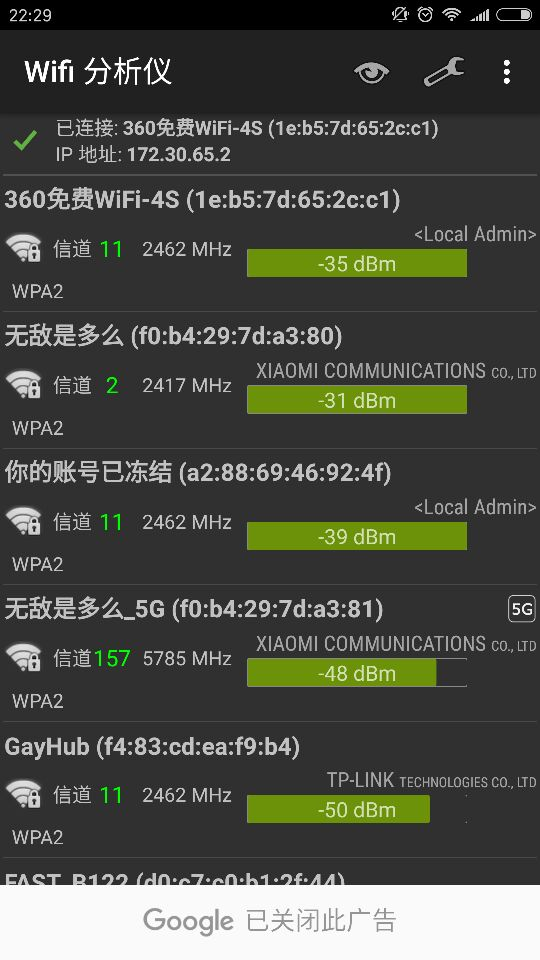 22:29
Wifi 分析仪
已连接: 360免费WiFi-4S (1e:b5:7d:65:2c:c1)
IP 地址: 172.30.65.2
360免费WiFi-4S (1e:b5:7d:65:2c:c1)
<Local Admin>
信道 11 2462 MHz
-35 dBm
WPA2
无敌是多么 (f0:b4:29:7d:a3:80)
XIAOMI COMMUNICATIONS CO., LTD
信道 2 2417 MHz
-31 dBm
WPA2
你的账号已冻结 (a2:88:69:46:92:4f)
<Local Admin>
信道 11 2462 MHz
-39 dBm
WPA2
无敌是多么_5G (f0:b4:29:7d:a3:81)
5G
XIAOMI COMMUNICATIONS CO., LTD
信道157 5785 MHz
-48 dBm
WPA2
GayHub (f4:83:cd:ea:f9:b4)
TP-LINK TECHNOLOGIES CO., LTD
信道 11 2462 MHz
-50 dBm
WPA2
FAST_B122 (d0:c7:c0:b1:2f:44)
Google 已关闭此广告